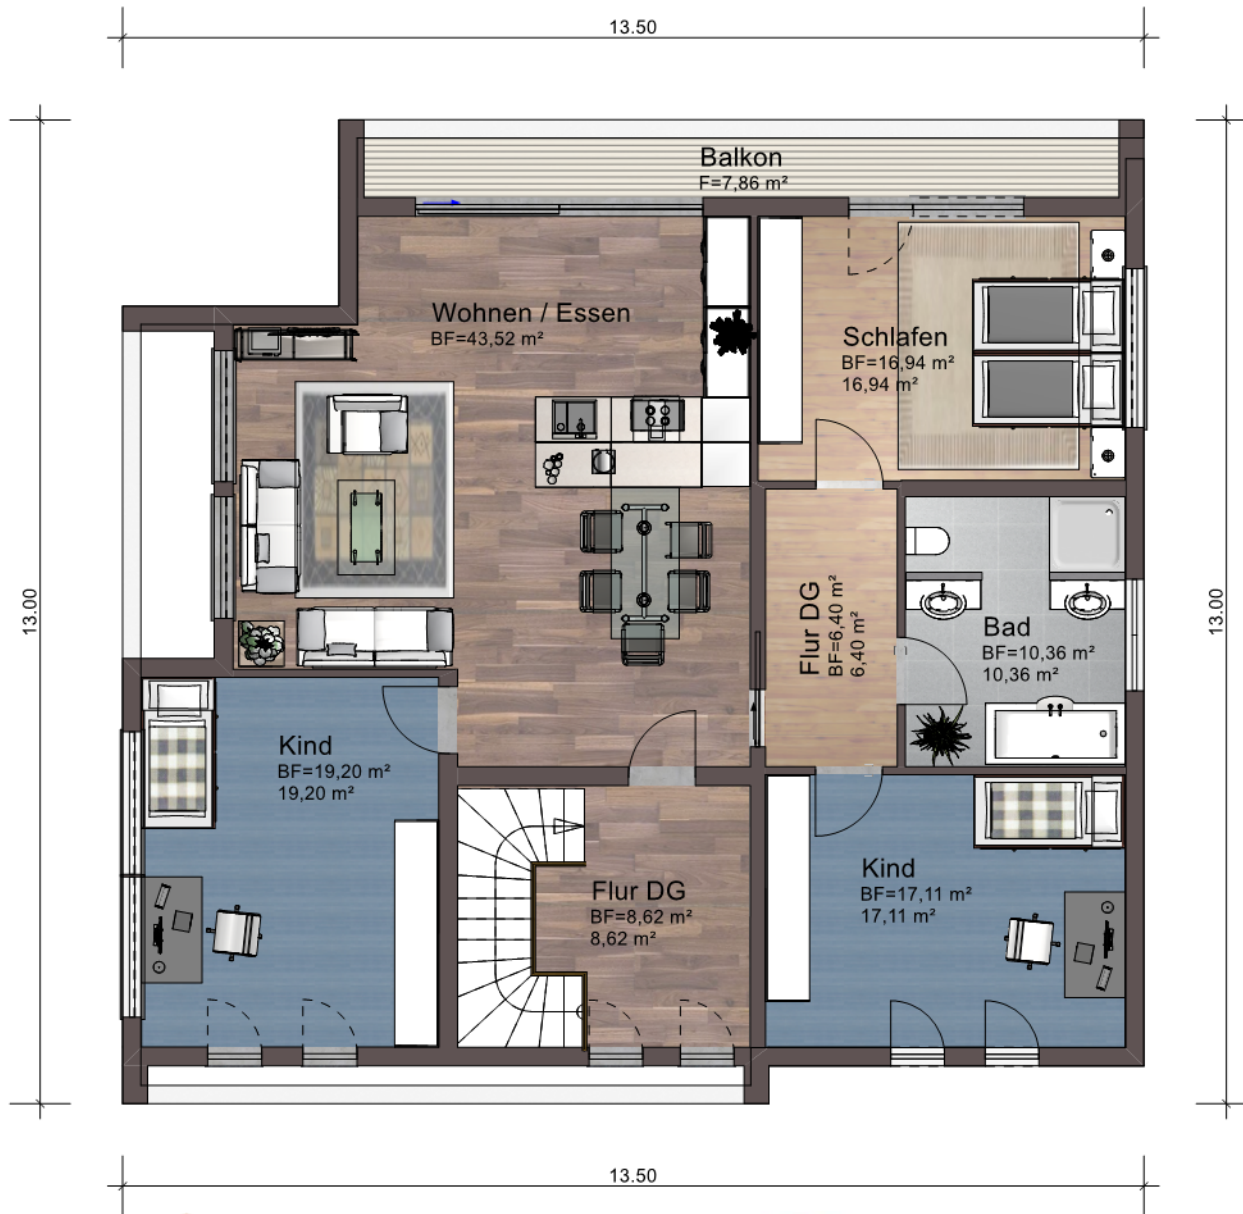 13.50
Balkon
F=7,86 m²
Wohnen / Essen
BF=43,52 m²
Schlafen
BF=16,94 m²
16,94 m²
13.00
13.00
Flur DG
BF=6,40 m²
6,40 m²
Bad
BF=10,36 m²
10,36 m²
Kind
BF=19,20 m²
19,20 m²
Flur DG
BF=8,62 m²
8,62 m²
Kind
BF=17,11 m²
17,11 m²
13.50